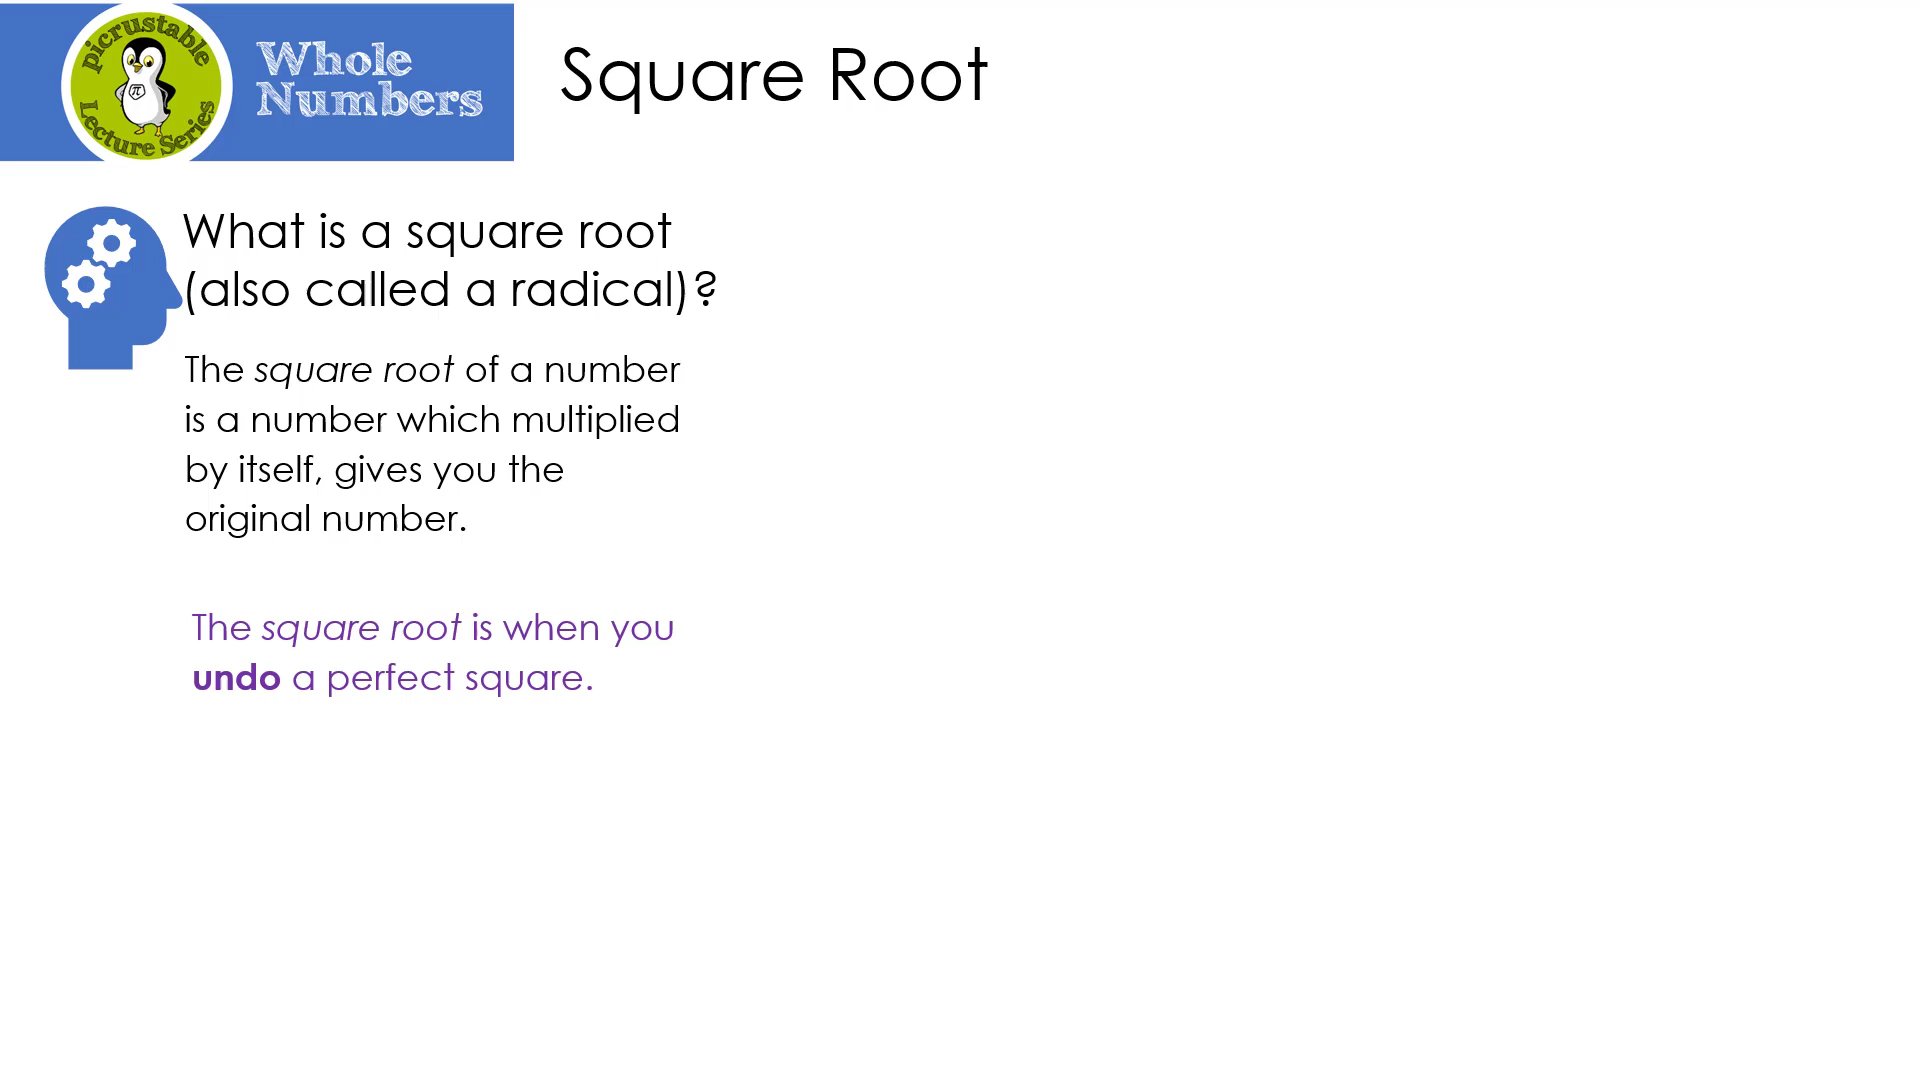 picrustable
Lecture Series
π
Whole
Numbers
Square Root
What is a square root
(also called a radical)?
The square root of a number
is a number which multiplied
by itself, gives you the
original number.
The square root is when you
undo a perfect square.